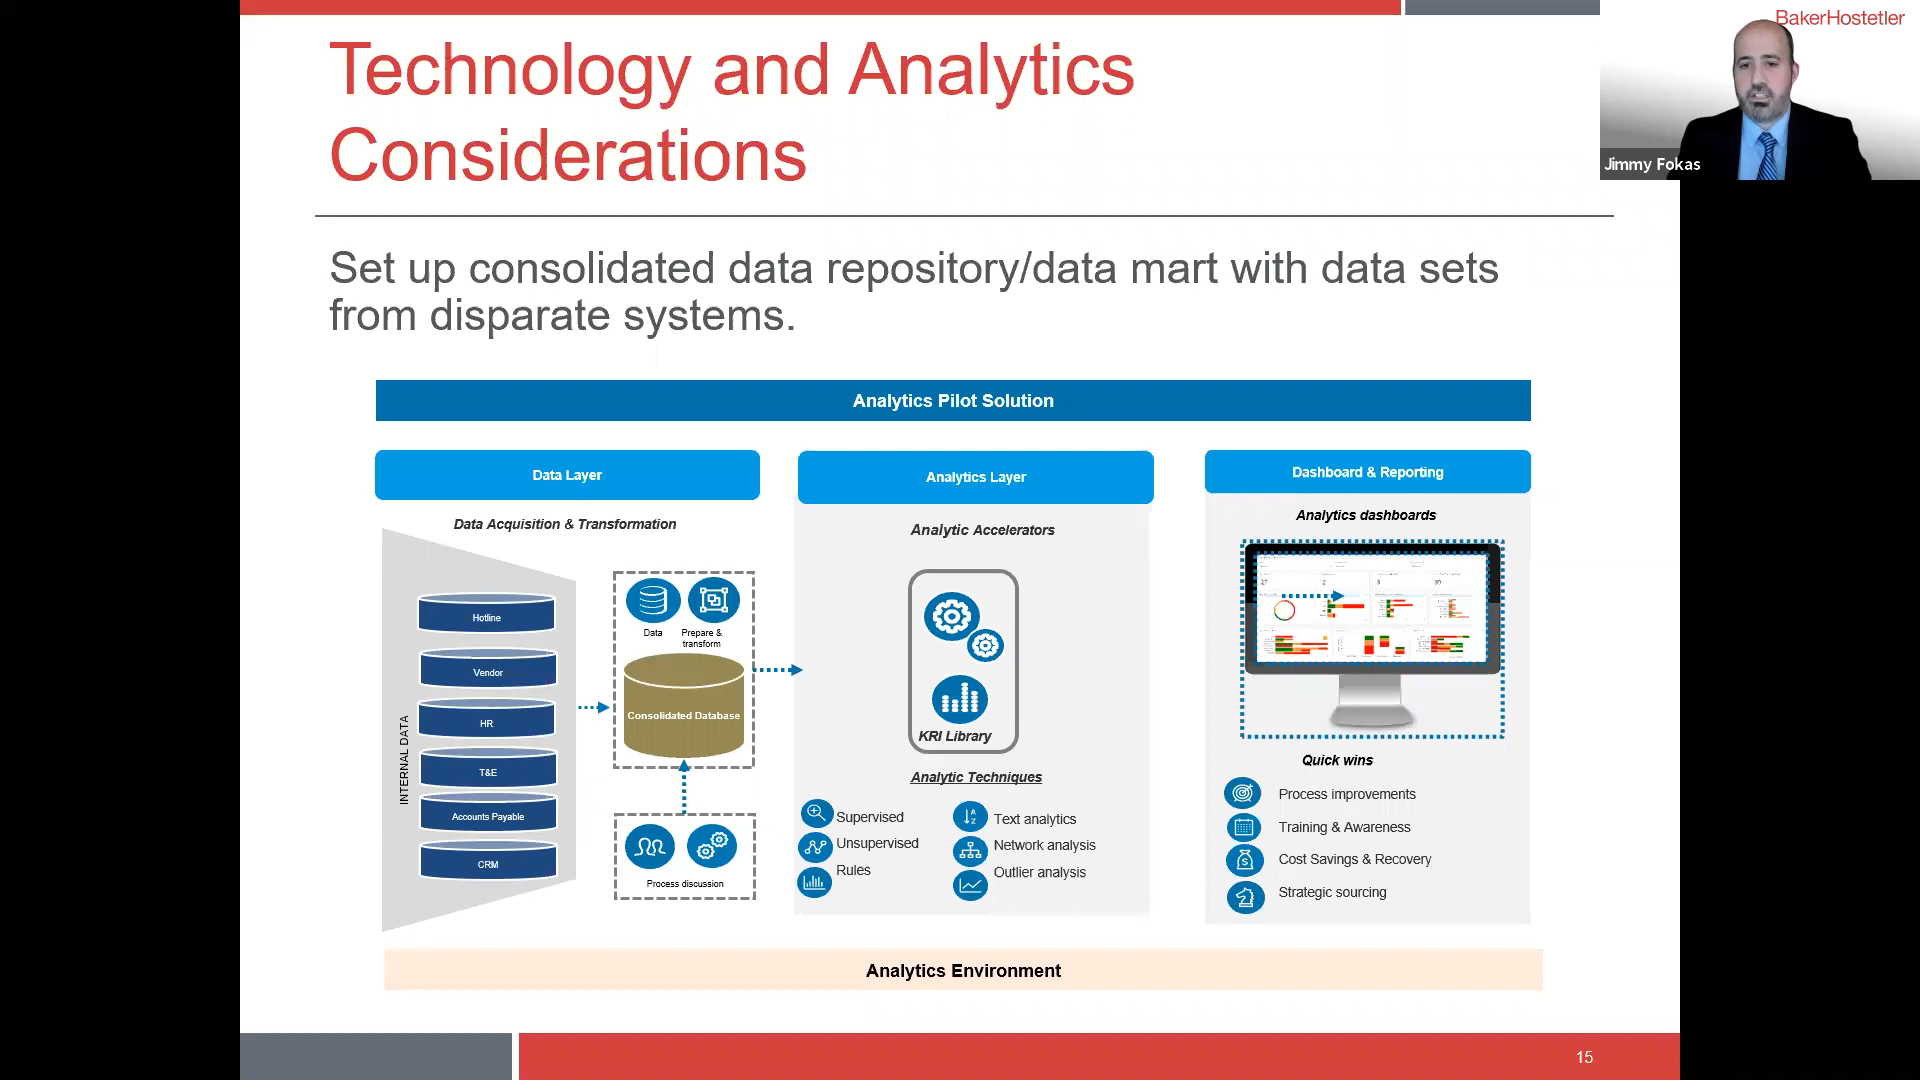 BakerHostetler
Jimmy Fokas
Technology and Analytics
Considerations
Set up consolidated data repository/data mart with data sets
from disparate systems.
Analytics Pilot Solution
Data Layer
Data Acquisition & Transformation
INTERNAL DATA
Hotline
Vendor
HR
T&E
Accounts Payable
CRM
Data
Prepare &
transform
Consolidated Database
Process discussion
Analytics Layer
Analytic Accelerators
KRI Library
Analytic Techniques
Supervised
Unsupervised
Rules
Text analytics
Network analysis
Outlier analysis
Dashboard & Reporting
Analytics dashboards
27
Quick wins
Process improvements
Training & Awareness
Cost Savings & Recovery
Strategic sourcing
Analytics Environment
15